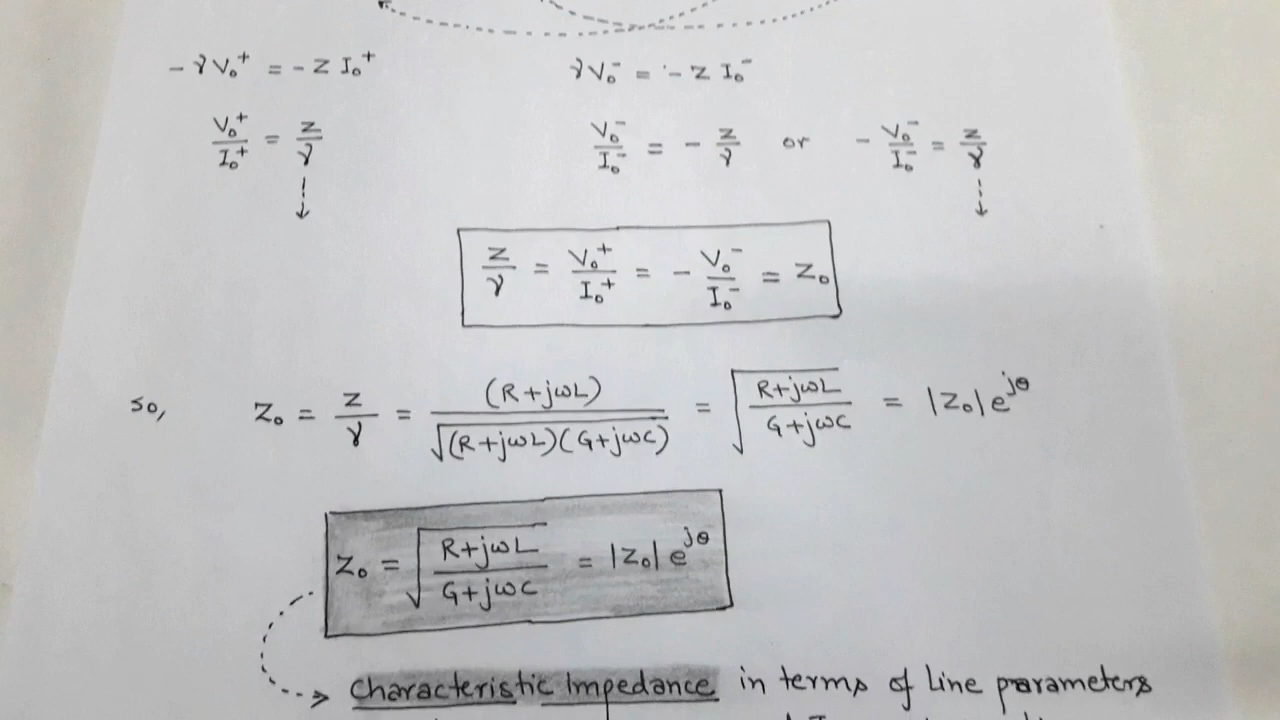 -γV₀⁺ = -Z I₀⁺     γV₀⁻ = -Z I₀⁻
V₀⁺/I₀⁺ = Z/γ     V₀⁻/I₀⁻ = -Z/γ or -V₀⁻/I₀⁻ = Z/γ
Z/γ = V₀⁺/I₀⁺ = -V₀⁻/I₀⁻ = Z₀
so, Z₀ = Z/γ = (R+jωL)/√(R+jωL)(G+jωC) = √(R+jωL)/(G+jωC) = |Z₀|e^jθ
Z₀ = √(R+jωL)/(G+jωC) = |Z₀|e^jθ
Characteristic Impedance in terms of line parameters